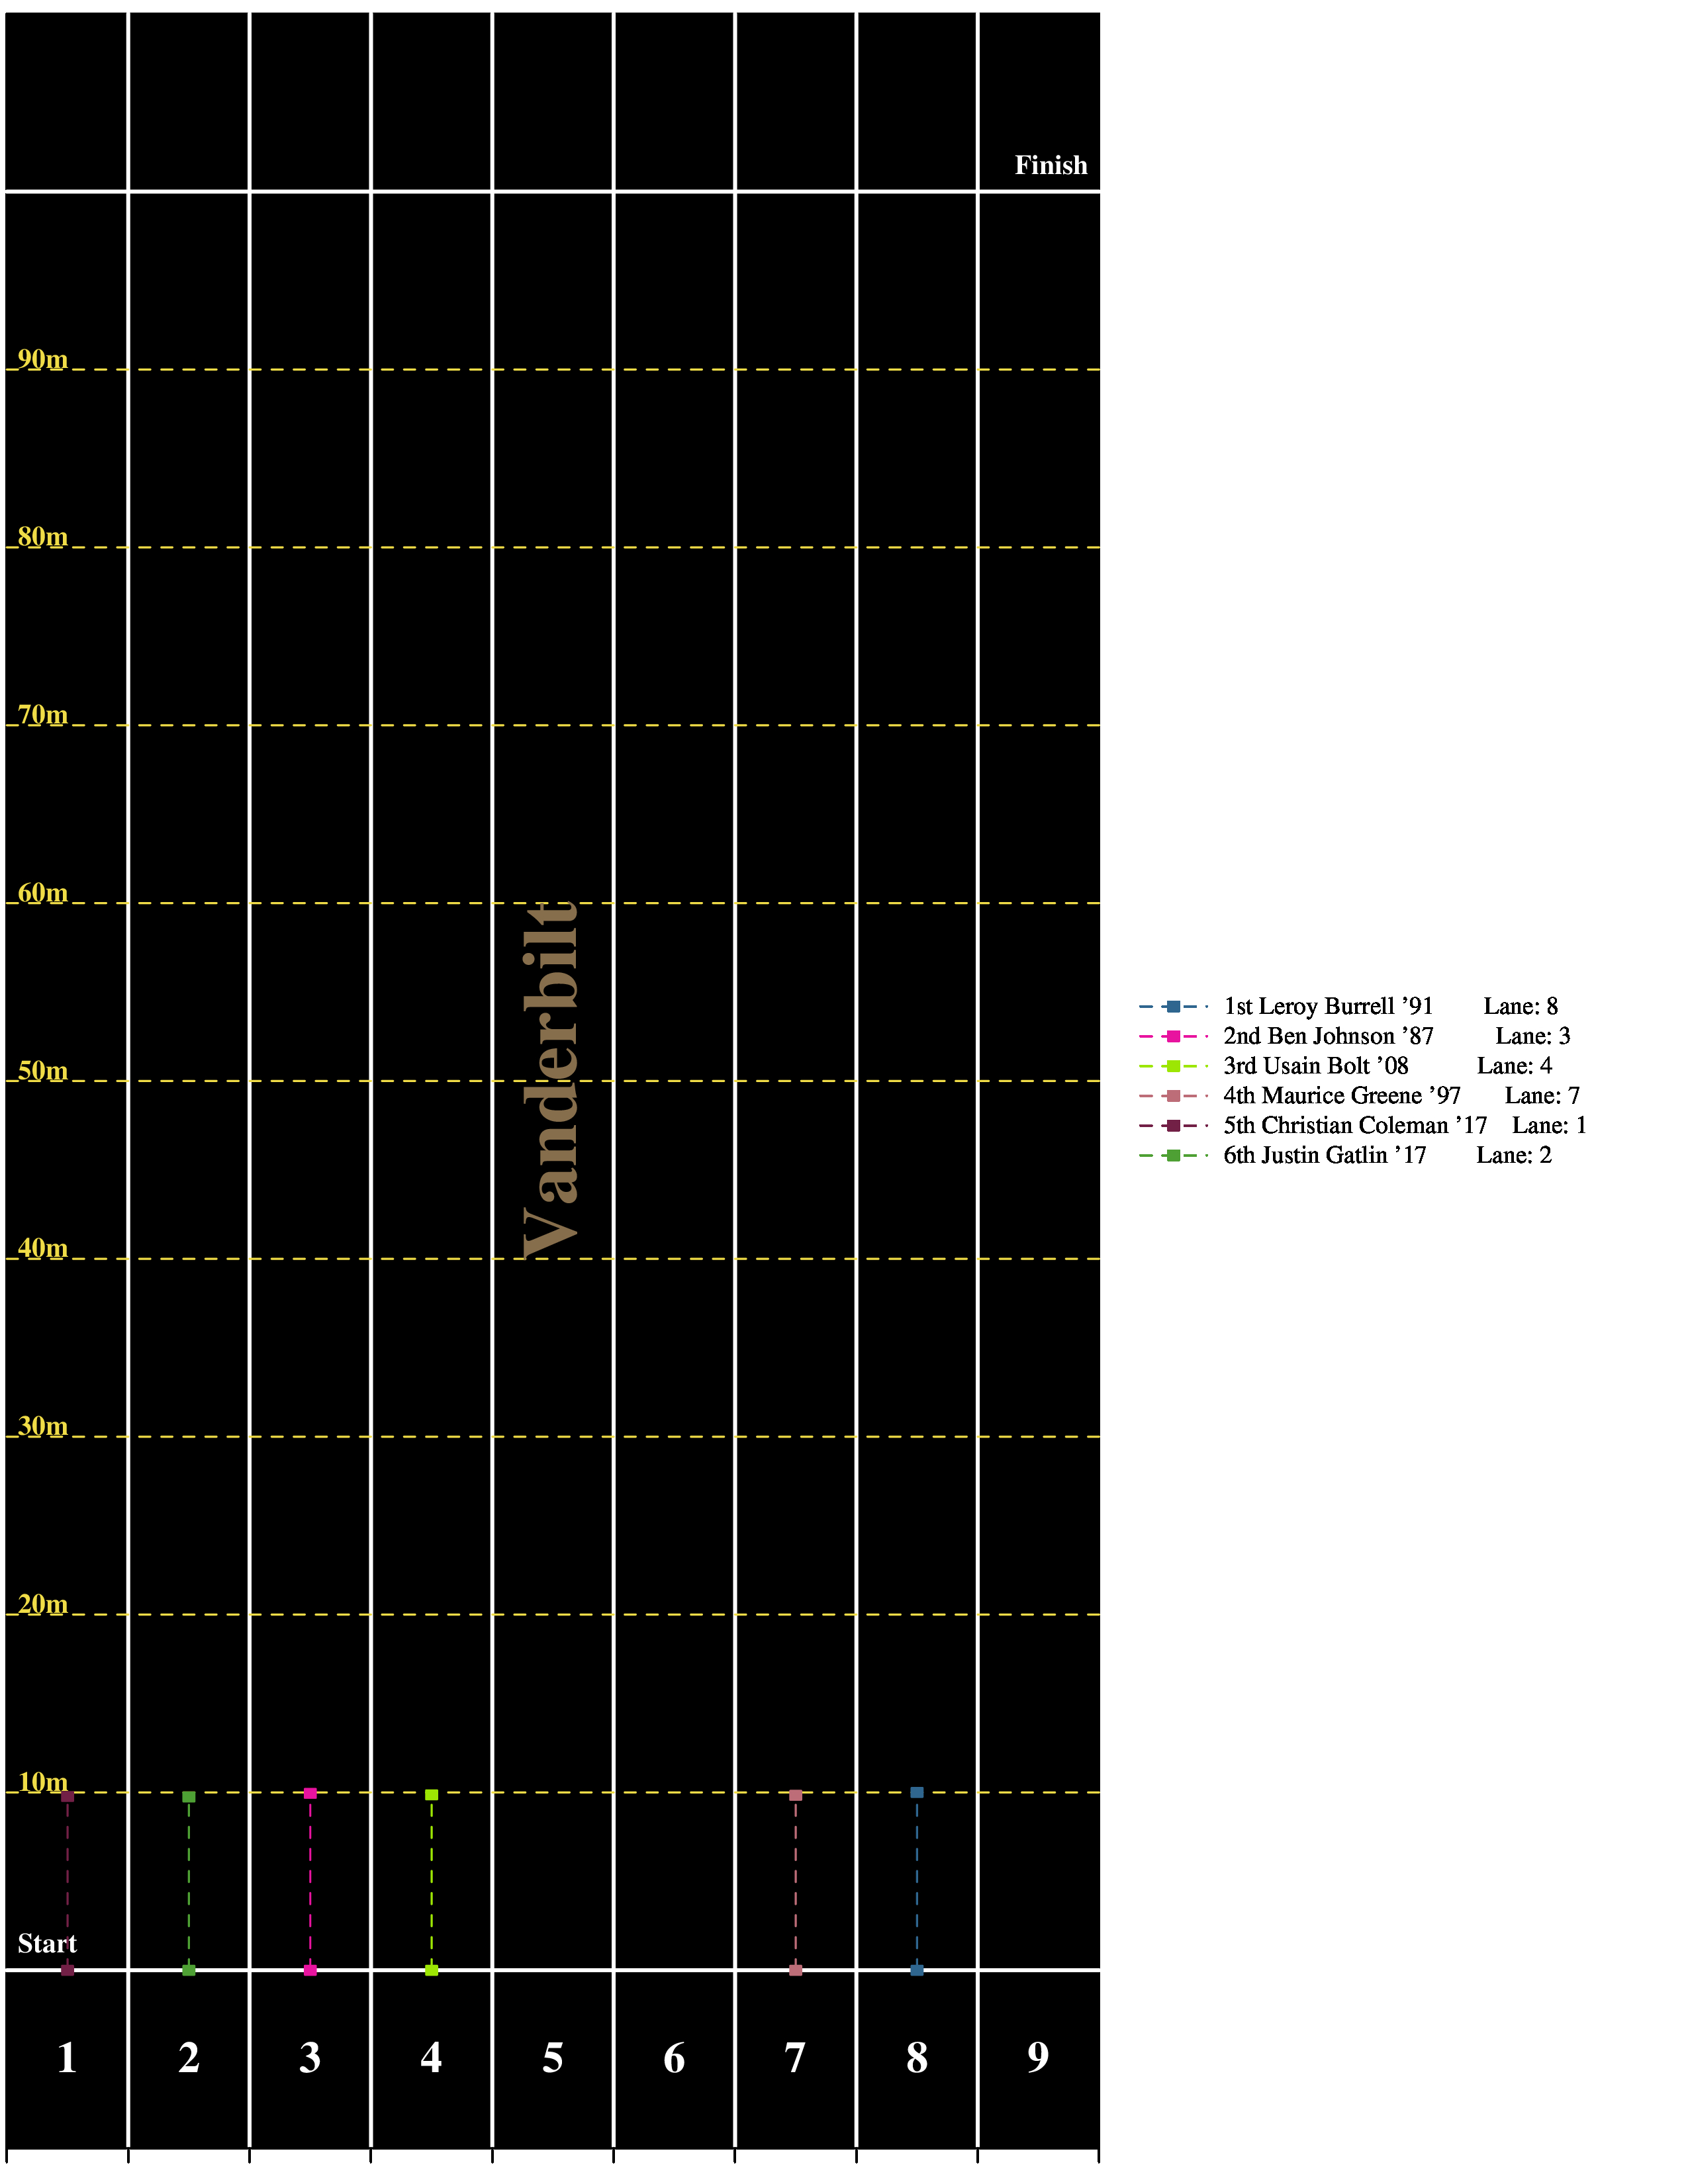 Finish
90m
80m
70m
60m
Vanderbilt
50m
40m
30m
20m
10m
Start
1 2 3 4 5 6 7 8 9
1st Leroy Burrell ’91 Lane: 8
2nd Ben Johnson ’87 Lane: 3
3rd Usain Bolt ’08 Lane: 4
4th Maurice Greene ’97 Lane: 7
5th Christian Coleman ’17 Lane: 1
6th Justin Gatlin ’17 Lane: 2